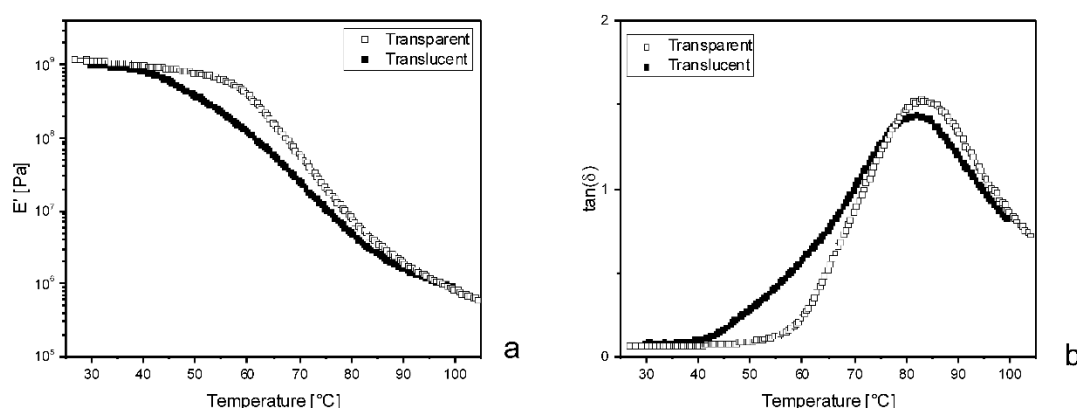 Transparent
Translucent
10⁹
10⁸
10⁷
10⁶
10⁵
E' [Pa]
30 40 50 60 70 80 90 100
Temperature [°C]
a
Transparent
Translucent
2
1
0
tan(δ)
30 40 50 60 70 80 90 100
Temperature [°C]
b